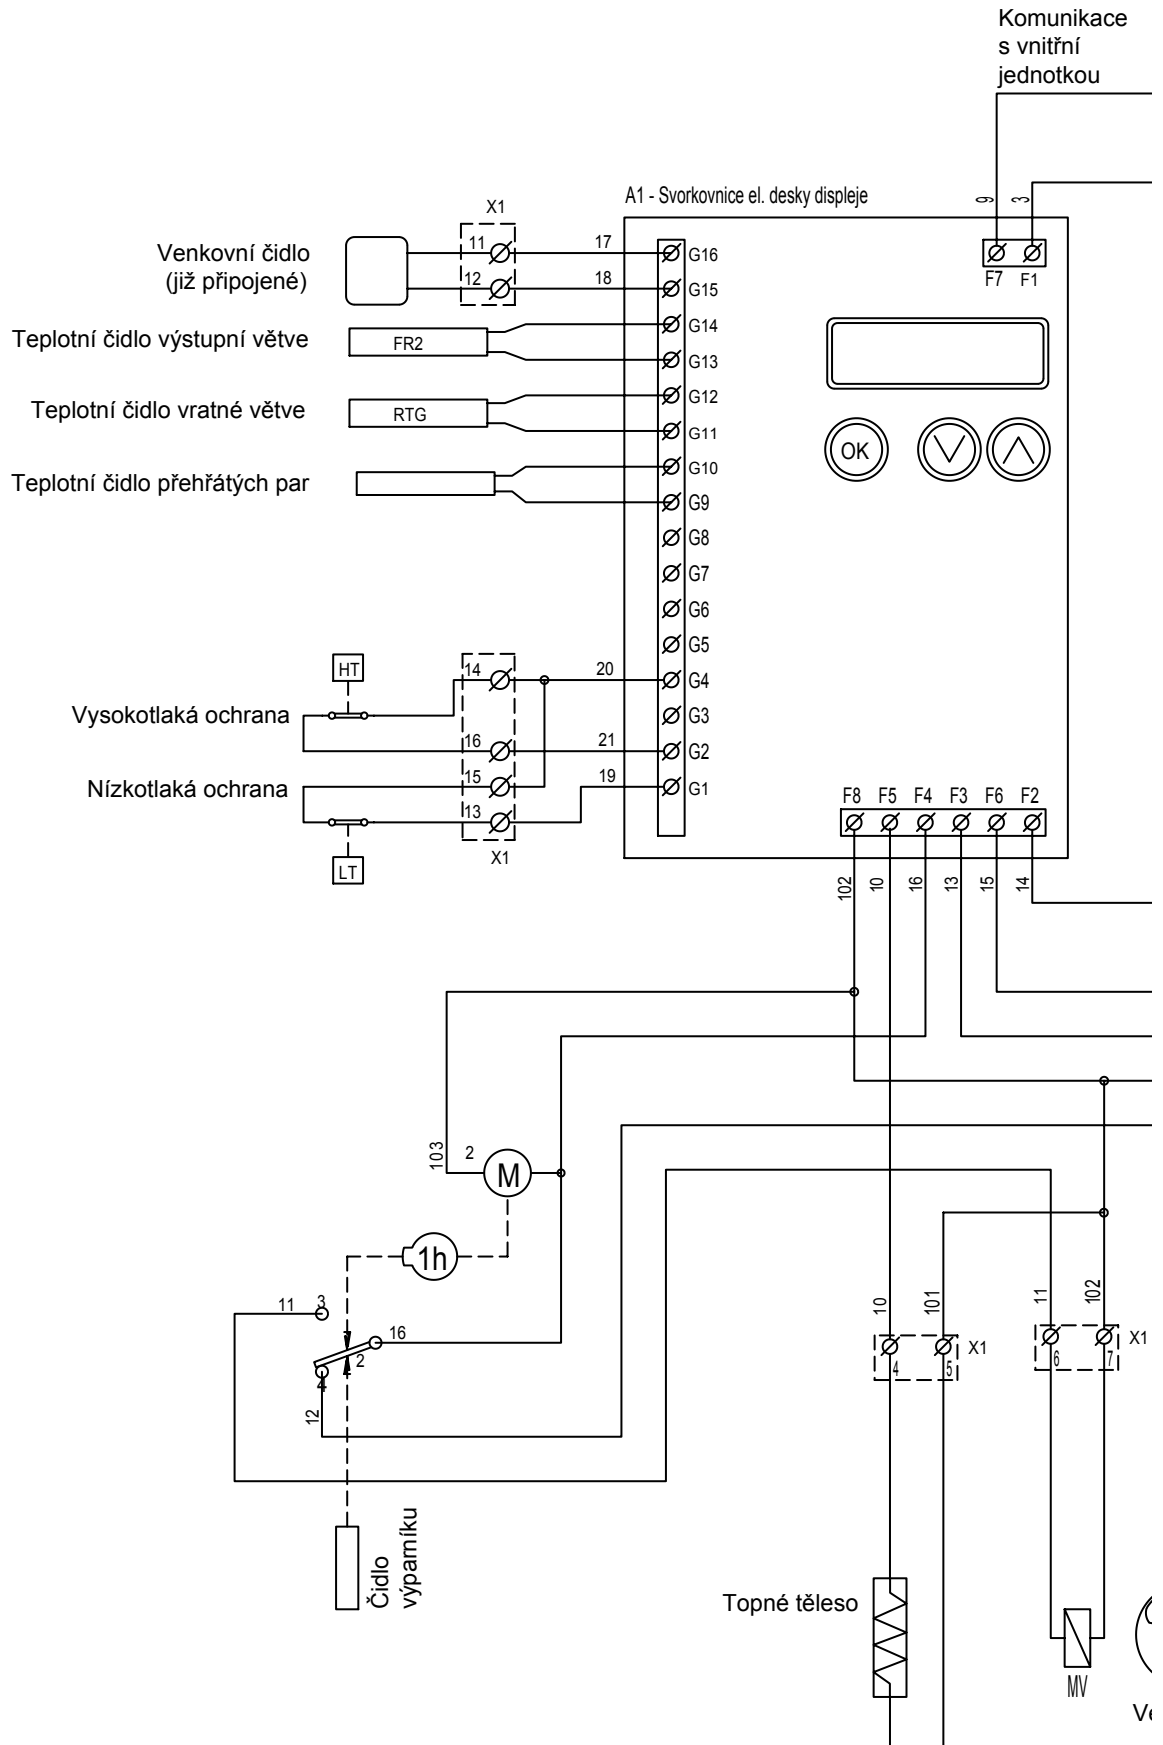 Komunikace
s vnitřní
jednotkou
A1 - Svorkovnice el. desky displeje
9
3
X1
F7
F1
Venkovní čidlo
(již připojené)
11
17
G16
12
18
G15
Teplotní čidlo výstupní větve
FR2
G14
G13
Teplotní čidlo vratné větve
RTG
G12
G11
OK
Teplotní čidlo přehřátých par
G10
G9
G8
G7
G6
G5
HT
14
20
G4
Vysokotlaká ochrana
G3
16
21
G2
Nízkotlaká ochrana
15
19
G1
13
X1
LT
F8
F5
F4
F3
F6
F2
102
10
16
13
15
14
103
2
M
1h
11
3
16
2
4
12
10
101
11
102
4
5
X1
6
7
X1
Čidlo
výparníku
Topné těleso
MV
Ve